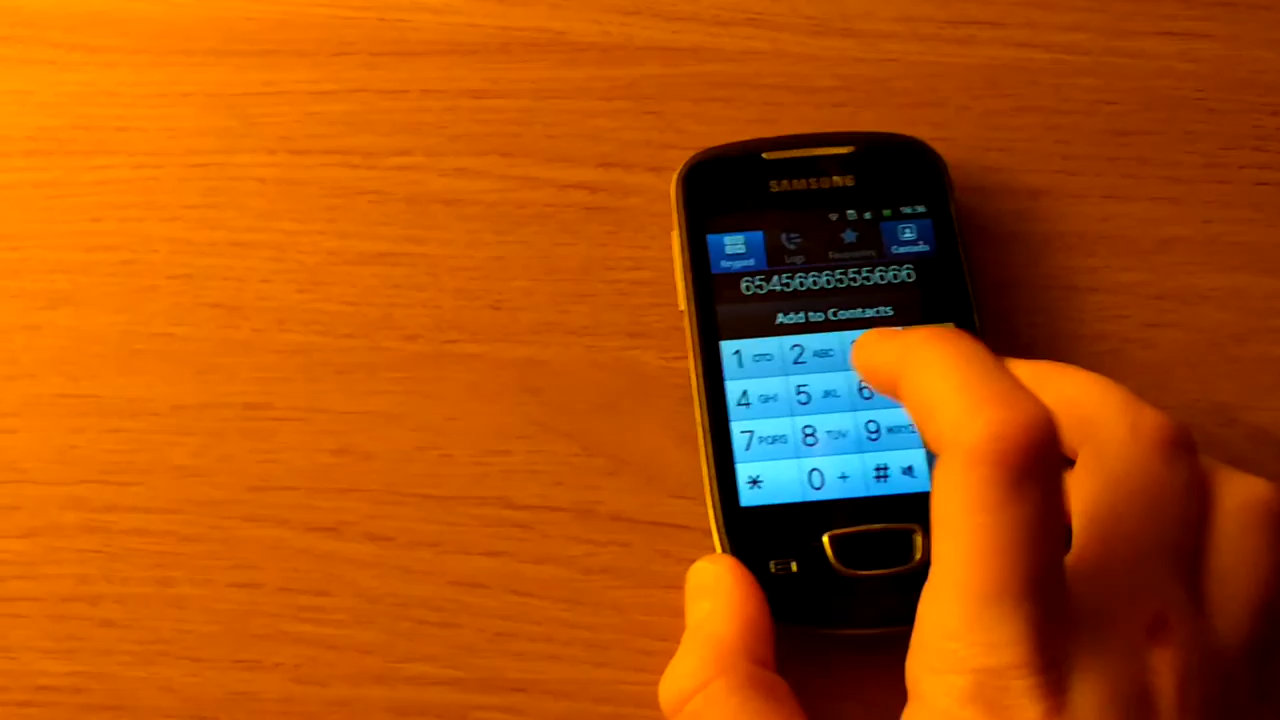 SAMSUNG
Keypad Logs Favourites Contacts
6545666555666
Add to Contacts
1 2 ABC
4 GHI 5 JKL 6
7 PQRS 8 TUV 9 WXYZ
* 0 + #